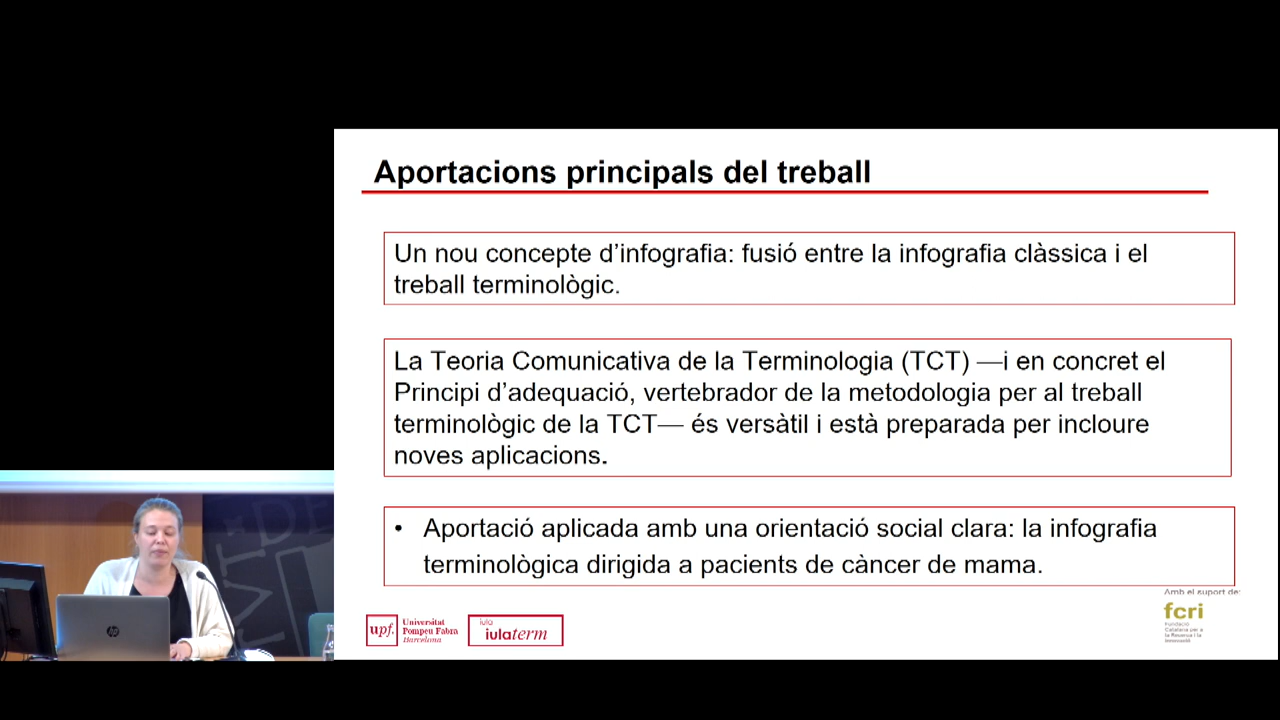 Aportacions principals del treball
Un nou concepte d’infografia: fusió entre la infografia clàssica i el
treball terminològic.
La Teoria Comunicativa de la Terminologia (TCT) —i en concret el
Principi d’adequació, vertebrador de la metodologia per al treball
terminològic de la TCT— és versàtil i està preparada per incloure
noves aplicacions.
• Aportació aplicada amb una orientació social clara: la infografia
terminològica dirigida a pacients de càncer de mama.
Amb el suport de:
fcri
Fundació
Catalana per a
la Recerca i la
Innovació
upf.
Universitat
Pompeu Fabra
Barcelona
iula
iulaterm
hp